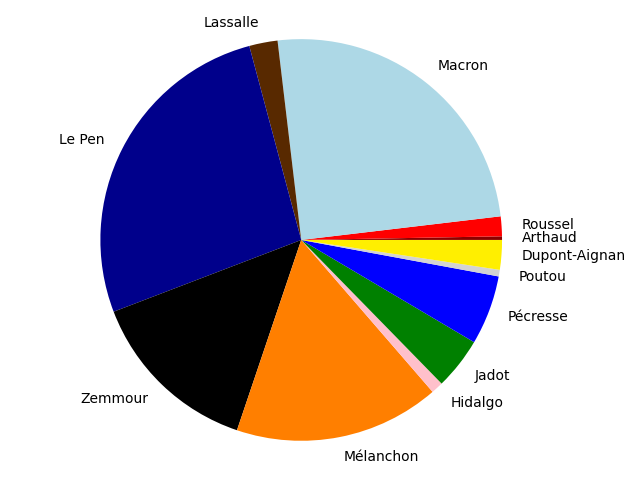 Lassalle
Macron
Le Pen
Roussel
Arthaud
Dupont-Aignan
Poutou
Pécresse
Jadot
Zemmour
Hidalgo
Mélanchon